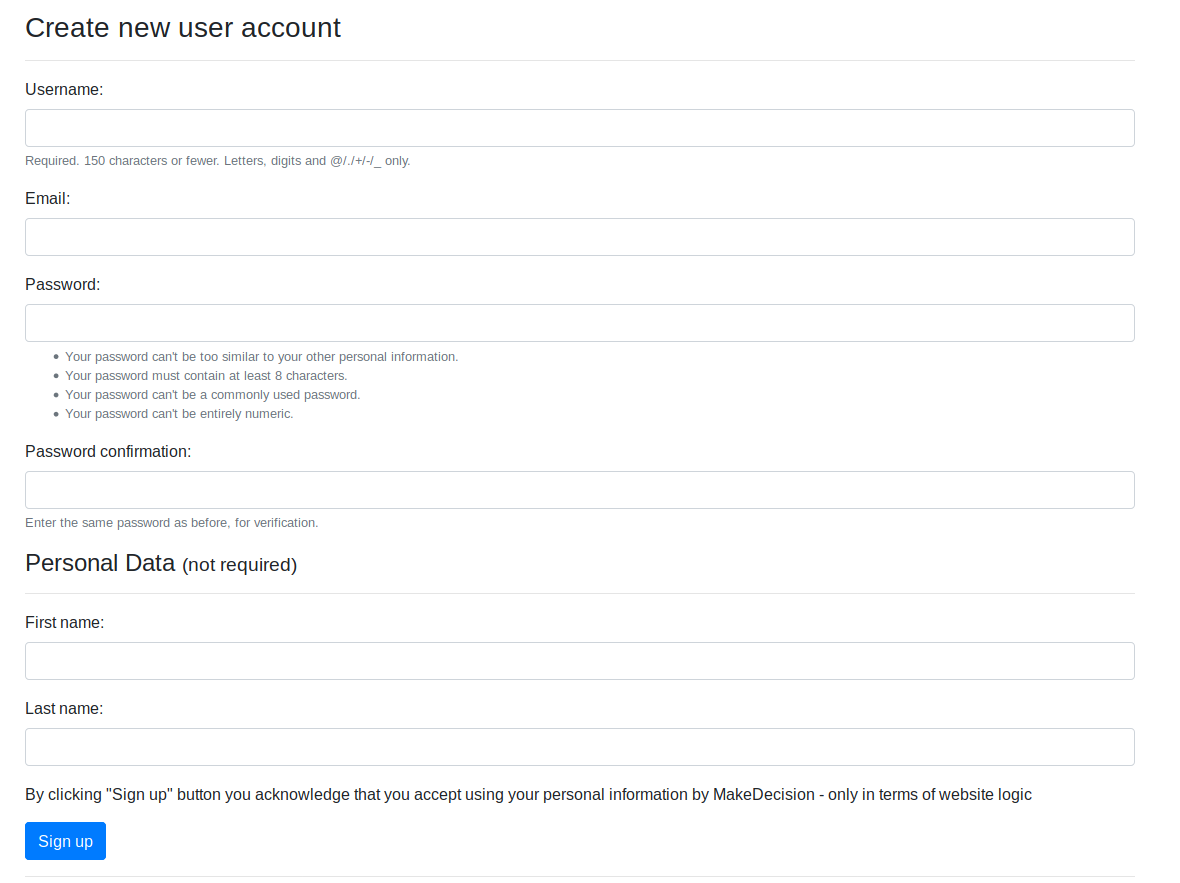 Create new user account
Username:
Required. 150 characters or fewer. Letters, digits and @/./+/-/_ only.
Email:
Password:
• Your password can't be too similar to your other personal information.
• Your password must contain at least 8 characters.
• Your password can't be a commonly used password.
• Your password can't be entirely numeric.
Password confirmation:
Enter the same password as before, for verification.
Personal Data (not required)
First name:
Last name:
By clicking "Sign up" button you acknowledge that you accept using your personal information by MakeDecision - only in terms of website logic
Sign up